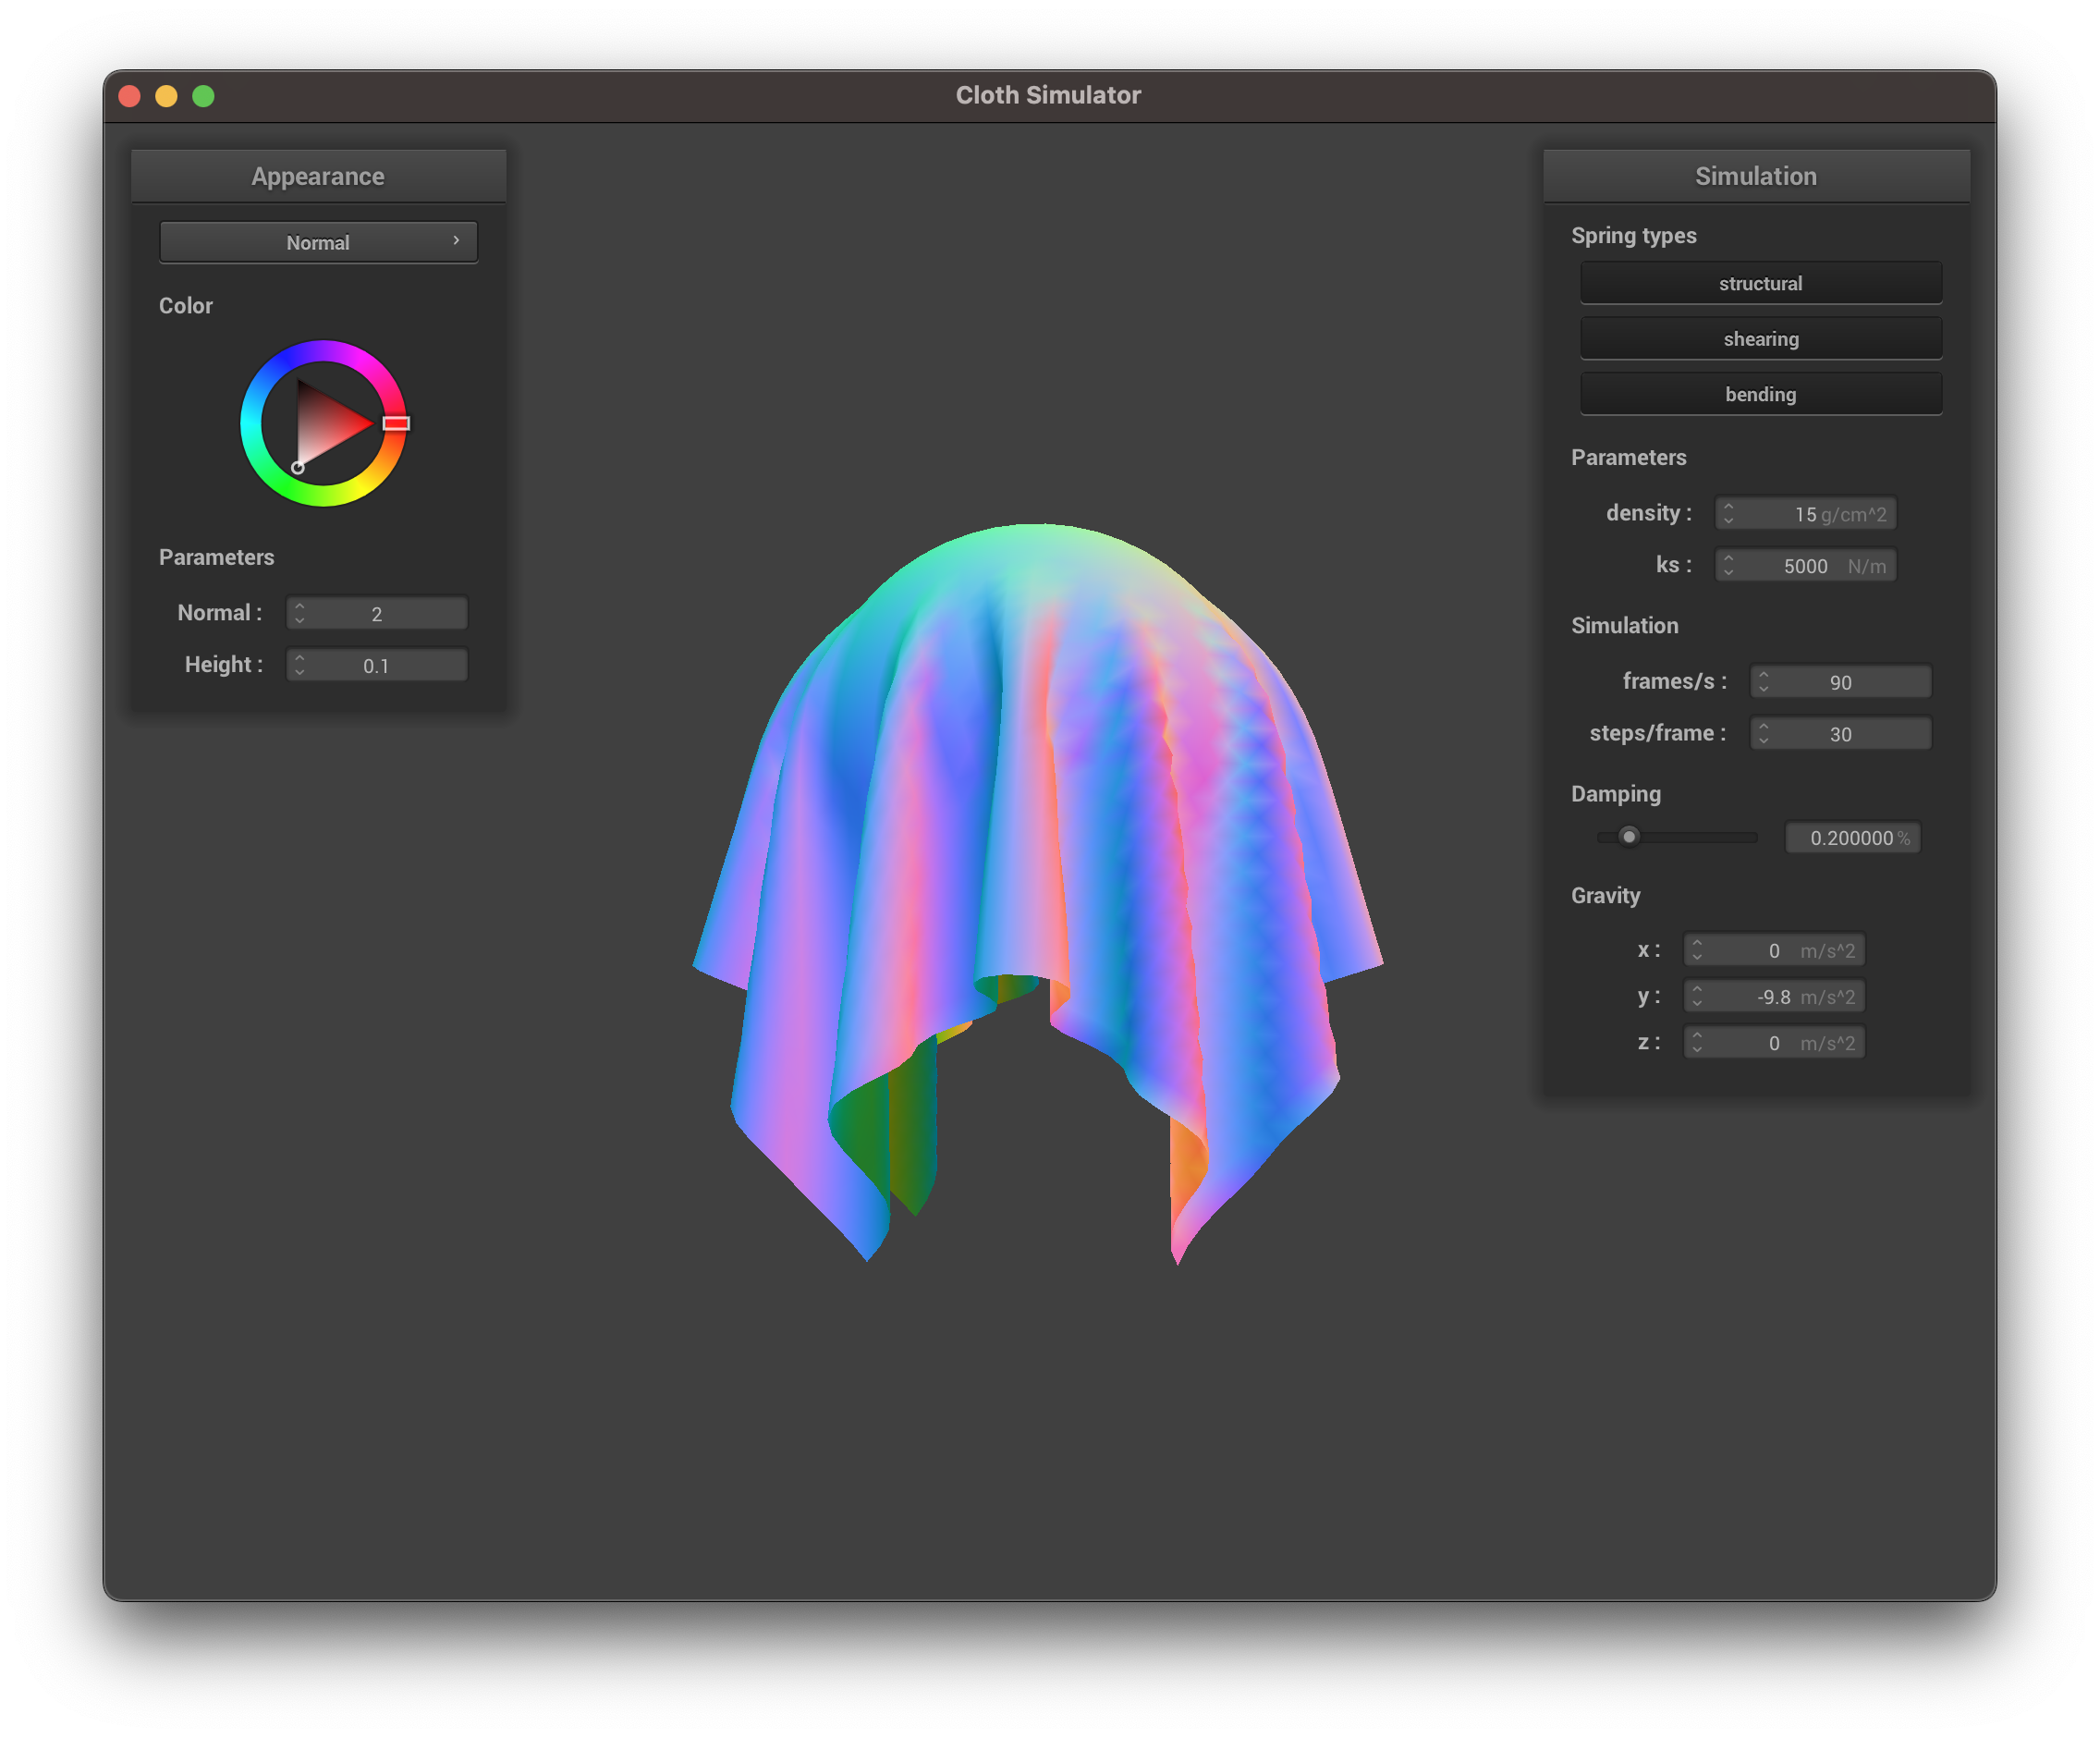 Cloth Simulator
Appearance
Normal
Color
Parameters
Normal : 2
Height : 0.1
Simulation
Spring types
structural
shearing
bending
Parameters
density : 15 g/cm^2
ks : 5000 N/m
Simulation
frames/s : 90
steps/frame : 30
Damping
0.200000 %
Gravity
x : 0 m/s^2
y : -9.8 m/s^2
z : 0 m/s^2